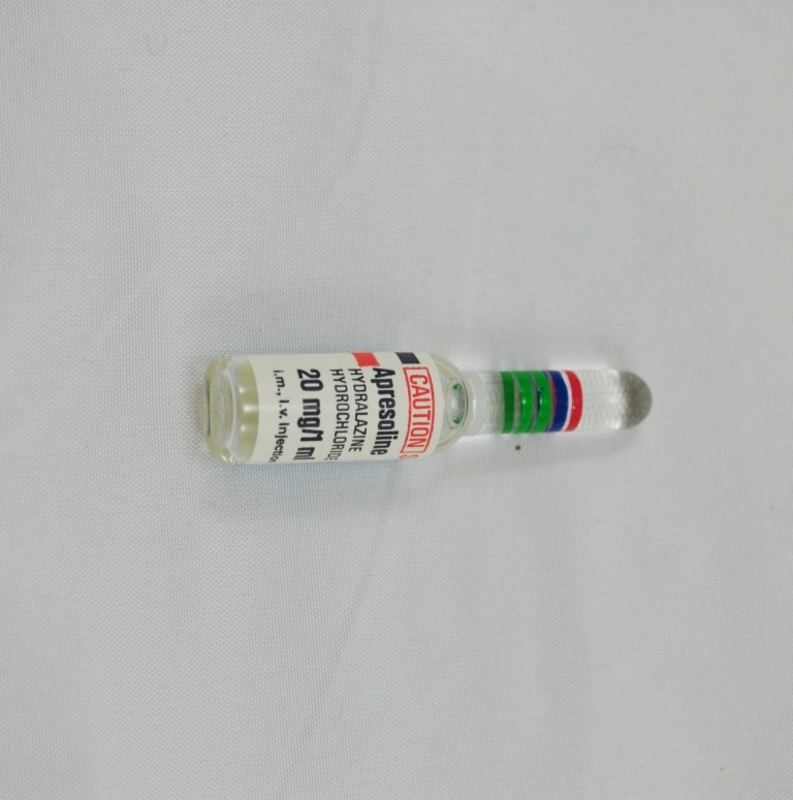 CAUTION
Apresoline
HYDRALAZINE
HYDROCHLORIDE
20 mg/1 ml
i.m., i.v. injection